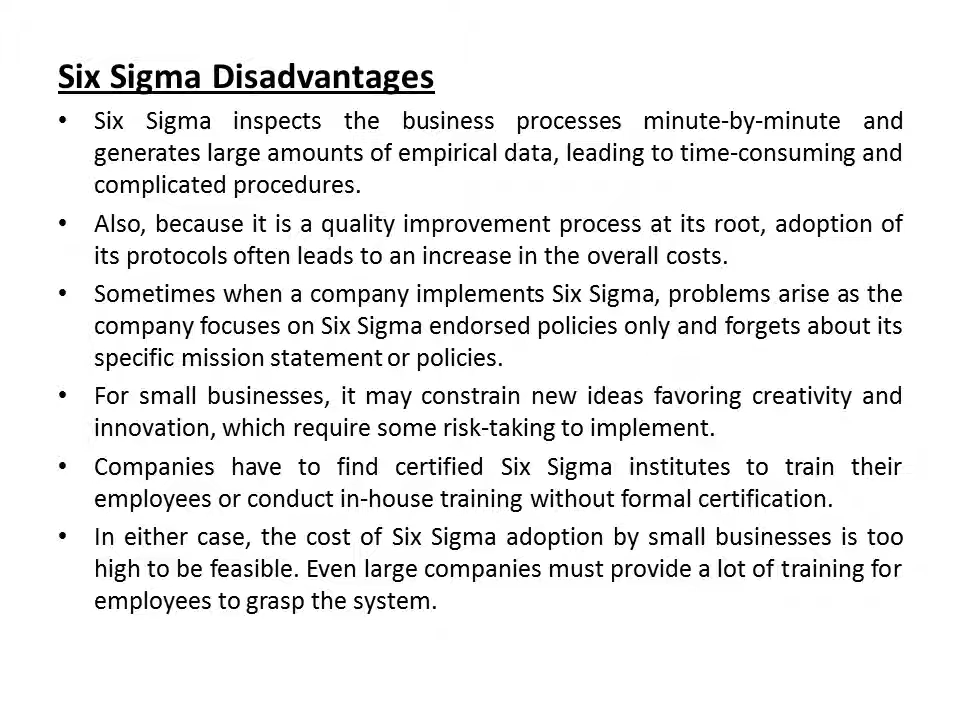 Six Sigma Disadvantages
• Six Sigma inspects the business processes minute-by-minute and
generates large amounts of empirical data, leading to time-consuming and
complicated procedures.
• Also, because it is a quality improvement process at its root, adoption of
its protocols often leads to an increase in the overall costs.
• Sometimes when a company implements Six Sigma, problems arise as the
company focuses on Six Sigma endorsed policies only and forgets about its
specific mission statement or policies.
• For small businesses, it may constrain new ideas favoring creativity and
innovation, which require some risk-taking to implement.
• Companies have to find certified Six Sigma institutes to train their
employees or conduct in-house training without formal certification.
• In either case, the cost of Six Sigma adoption by small businesses is too
high to be feasible. Even large companies must provide a lot of training for
employees to grasp the system.